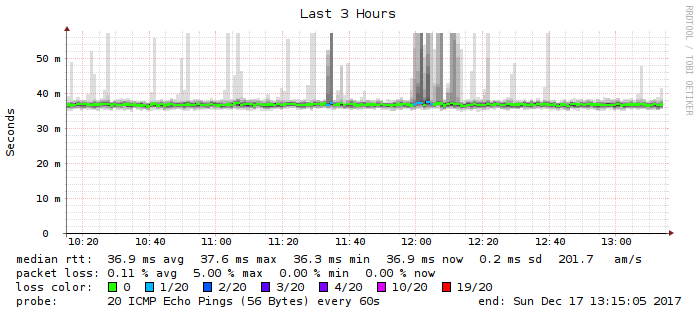 Last 3 Hours
RRDTOOL / TOBI OETIKER
Seconds
50 m
40 m
30 m
20 m
10 m
0
10:20 10:40 11:00 11:20 11:40 12:00 12:20 12:40 13:00
median rtt: 36.9 ms avg 37.6 ms max 36.3 ms min 36.9 ms now 0.2 ms sd 201.7 am/s
packet loss: 0.11 % avg 5.00 % max 0.00 % min 0.00 % now
loss color: 0 1/20 2/20 3/20 4/20 10/20 19/20
probe: 20 ICMP Echo Pings (56 Bytes) every 60s end: Sun Dec 17 13:15:05 2017